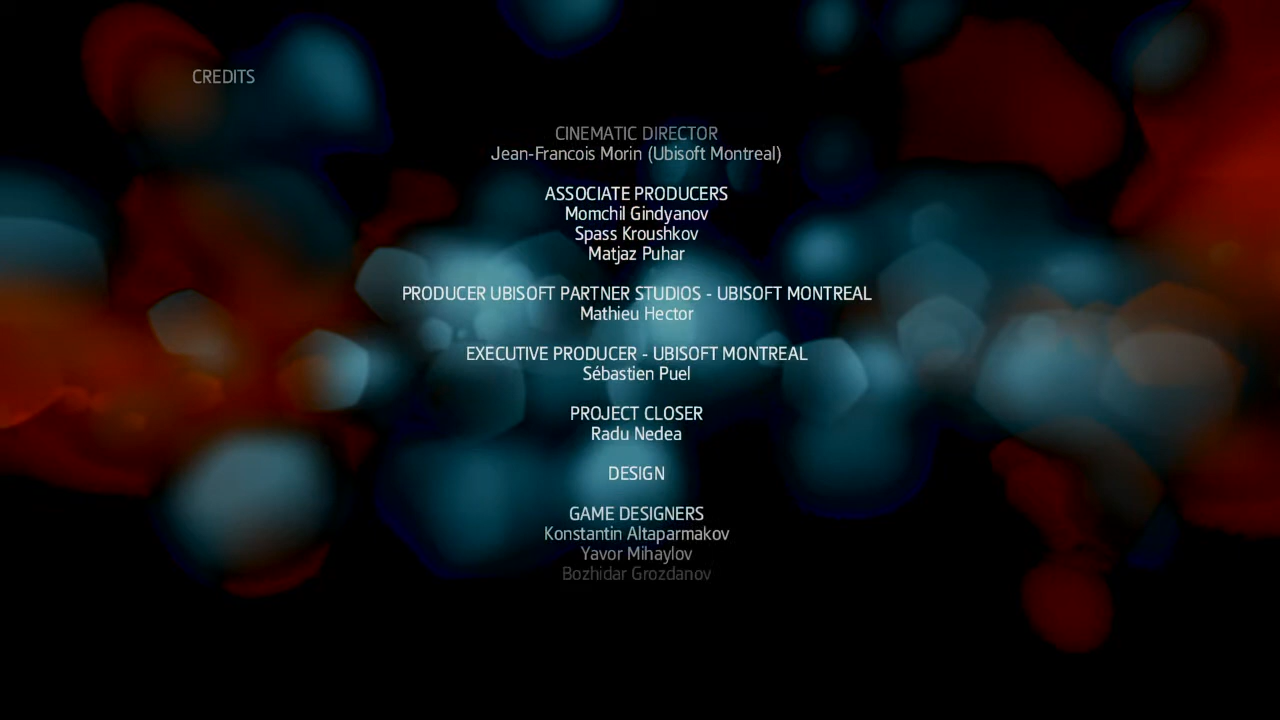 CREDITS
CINEMATIC DIRECTOR
Jean-Francois Morin (Ubisoft Montreal)
ASSOCIATE PRODUCERS
Momchil Gindyanov
Spass Kroushkov
Matjaz Puhar
PRODUCER UBISOFT PARTNER STUDIOS - UBISOFT MONTREAL
Mathieu Hector
EXECUTIVE PRODUCER - UBISOFT MONTREAL
Sébastien Puel
PROJECT CLOSER
Radu Nedea
DESIGN
GAME DESIGNERS
Konstantin Altaparmakov
Yavor Mihaylov
Bozhidar Grozdanov